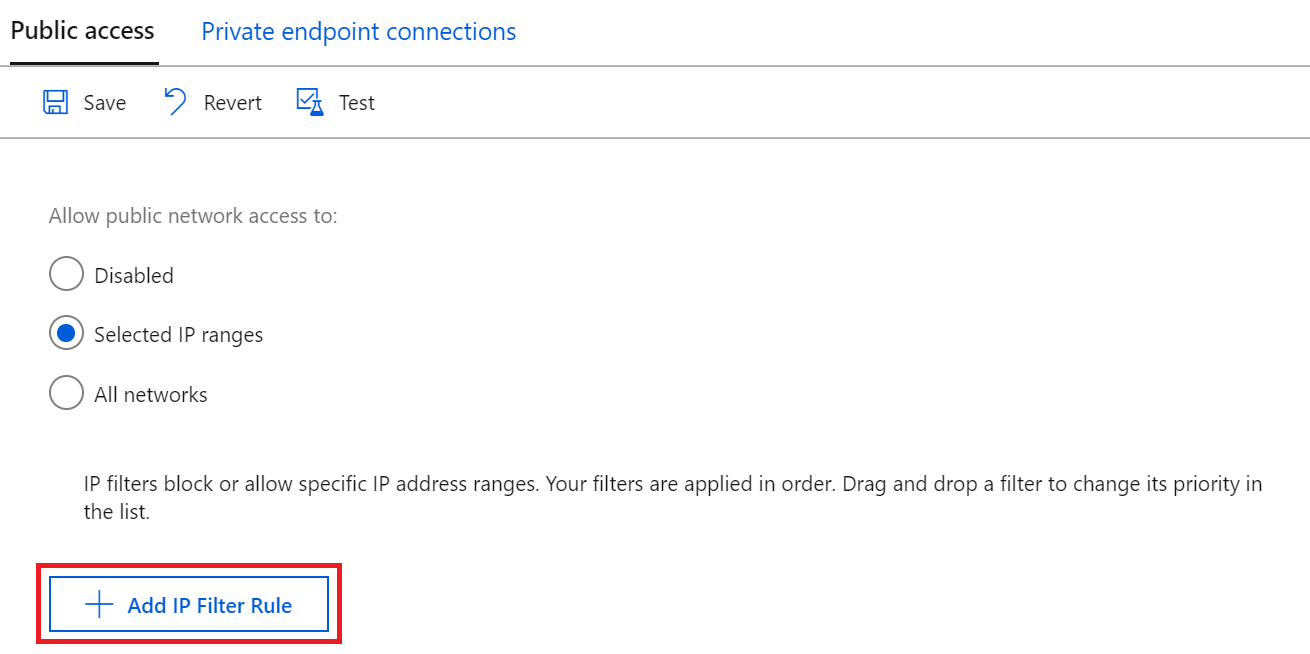 Public access Private endpoint connections
Save Revert Test
Allow public network access to:
Disabled
Selected IP ranges
All networks
IP filters block or allow specific IP address ranges. Your filters are applied in order. Drag and drop a filter to change its priority in
the list.
Add IP Filter Rule